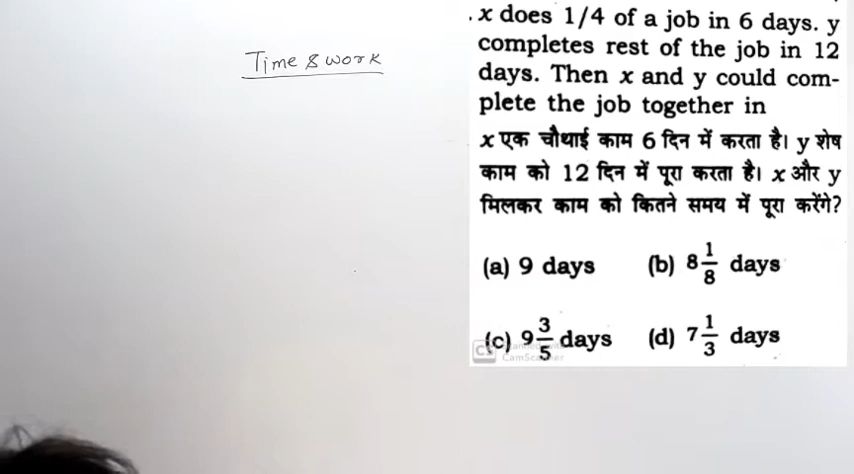 Time & work
. x does 1/4 of a job in 6 days. y
completes rest of the job in 12
days. Then x and y could com-
plete the job together in
x एक चौथाई काम 6 दिन में करता है। y शेष
काम को 12 दिन में पूरा करता है। x और y
मिलकर काम को कितने समय में पूरा करेंगे?
(a) 9 days (b) 8 1/8 days
(c) 9 3/5 days (d) 7 1/3 days
CS
CamScanner